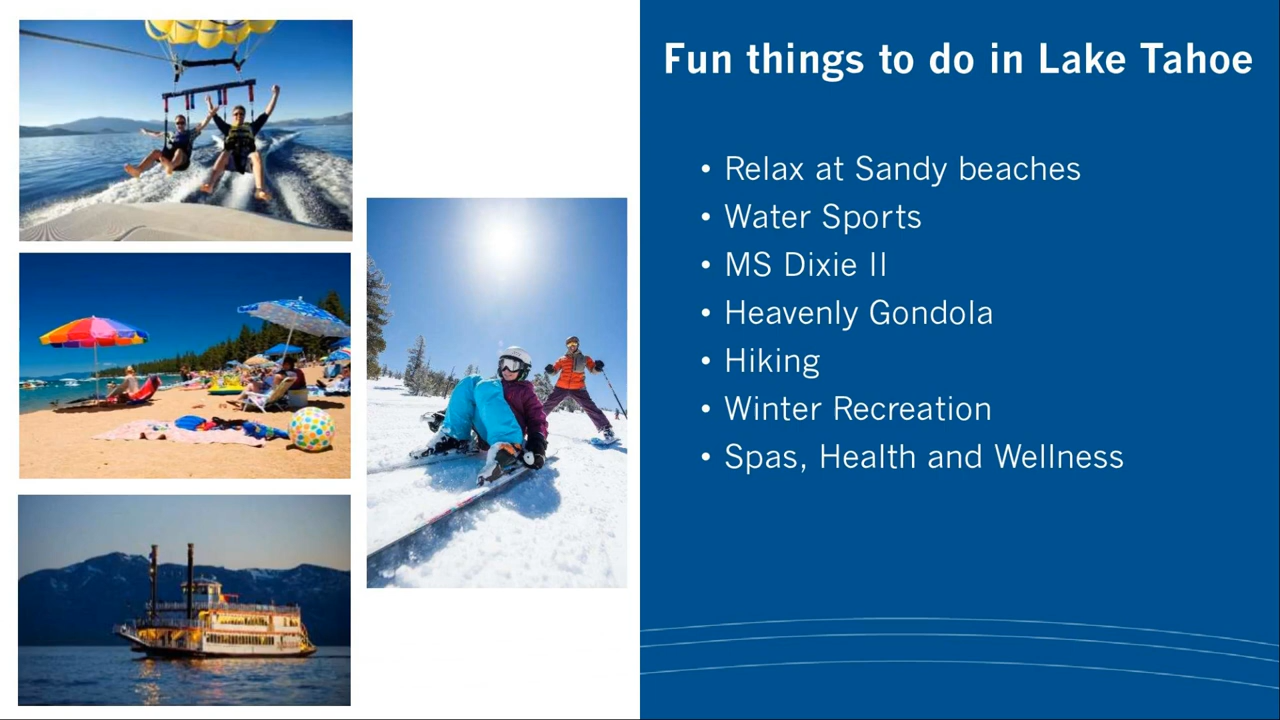 Fun things to do in Lake Tahoe
• Relax at Sandy beaches
• Water Sports
• MS Dixie II
• Heavenly Gondola
• Hiking
• Winter Recreation
• Spas, Health and Wellness